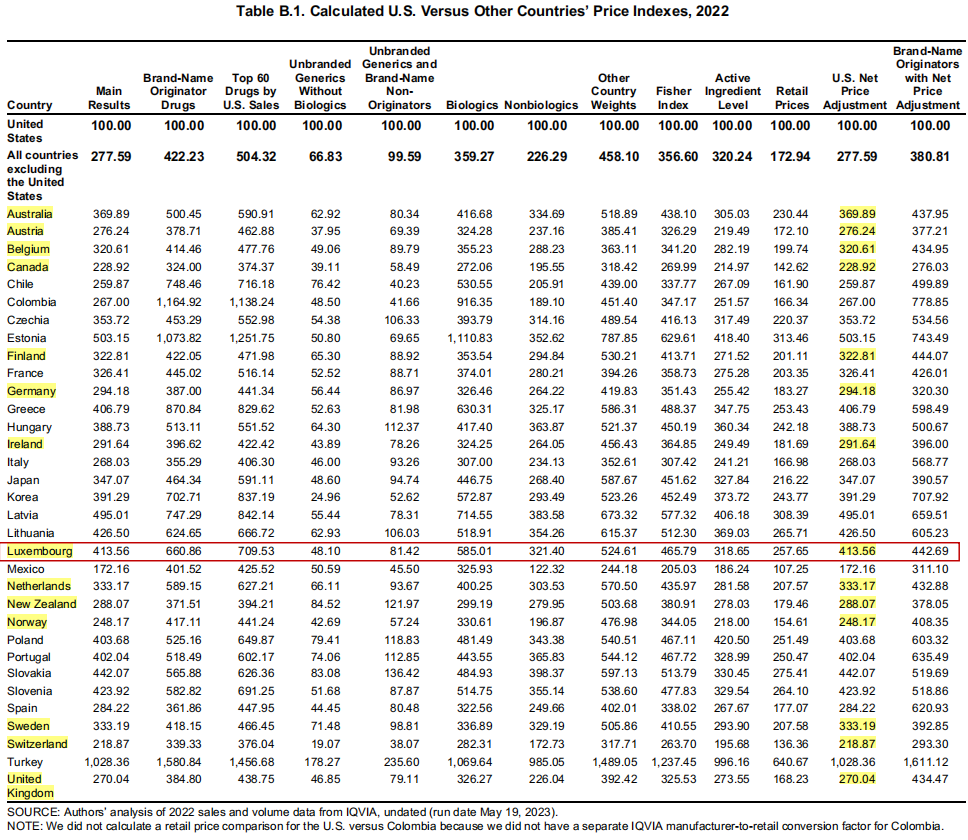 Table B.1. Calculated U.S. Versus Other Countries' Price Indexes, 2022
Country Main Results Brand-Name Originator Drugs Top 60 Drugs by U.S. Sales Unbranded Generics Without Biologics Unbranded Generics and Brand-Name Non-Originators Biologics Nonbiologics Other Country Weights Fisher Index Active Ingredient Level Retail Prices U.S. Net Price Adjustment Brand-Name Originators with Net Price Adjustment
United States 100.00 100.00 100.00 100.00 100.00 100.00 100.00 100.00 100.00 100.00 100.00 100.00 100.00
All countries excluding the United States 277.59 422.23 504.32 66.83 99.59 359.27 226.29 458.10 356.60 320.24 172.94 277.59 380.81
Australia 369.89 500.45 590.91 62.92 80.34 416.68 334.69 518.89 438.10 305.03 230.44 369.89 437.95
Austria 276.24 378.71 462.88 37.95 69.39 324.28 237.16 385.41 326.29 219.49 172.10 276.24 377.21
Belgium 320.61 414.46 477.76 49.06 89.79 355.23 288.23 363.11 341.20 282.19 199.74 320.61 434.95
Canada 228.92 324.00 374.37 39.11 58.49 272.06 195.55 318.42 269.99 214.97 142.62 228.92 276.03
Chile 259.87 748.46 716.18 76.42 40.23 530.55 205.91 439.00 337.77 267.09 161.90 259.87 499.89
Colombia 267.00 1,164.92 1,138.24 48.50 41.66 916.35 189.10 451.40 347.17 251.57 166.34 267.00 778.85
Czechia 353.72 453.29 552.98 54.38 106.33 393.79 314.16 489.54 416.13 317.49 220.37 353.72 534.56
Estonia 503.15 1,073.82 1,251.75 50.80 69.65 1,110.83 352.62 787.85 629.61 418.40 313.46 503.15 743.49
Finland 322.81 422.05 471.98 65.30 88.92 353.54 294.84 530.21 413.71 271.52 201.11 322.81 444.07
France 326.41 445.02 516.14 52.52 88.71 374.01 280.21 394.26 358.73 275.28 203.35 326.41 426.01
Germany 294.18 387.00 441.34 56.44 86.97 326.46 264.22 419.83 351.43 255.42 183.27 294.18 320.30
Greece 406.79 870.84 829.62 52.63 81.98 630.31 325.17 586.31 488.37 347.75 253.43 406.79 598.49
Hungary 388.73 513.11 551.52 64.30 112.37 417.40 363.87 521.37 450.19 360.34 242.18 388.73 500.67
Ireland 291.64 396.62 422.42 43.89 78.26 324.25 264.05 456.43 364.85 249.49 181.69 291.64 396.00
Italy 268.03 355.29 406.30 46.00 93.26 307.00 234.13 352.61 307.42 241.21 166.98 268.03 568.77
Japan 347.07 464.34 591.11 48.60 94.74 446.75 268.40 587.67 451.62 327.84 216.22 347.07 390.57
Korea 391.29 702.71 837.19 24.96 52.62 572.87 293.49 523.26 452.49 373.72 243.77 391.29 707.92
Latvia 495.01 747.29 842.14 55.44 78.31 714.55 383.58 673.32 577.32 406.18 308.39 495.01 659.51
Lithuania 426.50 624.65 666.72 62.93 106.03 518.91 354.26 615.37 512.30 369.03 265.71 426.50 605.23
Luxembourg 413.56 660.86 709.53 48.10 81.42 585.01 321.40 524.61 465.79 318.65 257.65 413.56 442.69
Mexico 172.16 401.52 425.52 50.59 45.50 325.93 122.32 244.18 205.03 186.24 107.25 172.16 311.10
Netherlands 333.17 589.15 627.21 66.11 93.67 400.25 303.53 570.50 435.97 281.58 207.57 333.17 432.88
New Zealand 288.07 371.51 394.21 84.52 121.97 299.19 279.95 503.68 380.91 278.03 179.46 288.07 378.05
Norway 248.17 417.11 441.24 42.69 57.24 330.61 196.87 476.98 344.05 218.00 154.61 248.17 408.35
Poland 403.68 525.16 649.87 79.41 118.83 481.49 343.38 540.51 467.11 420.50 251.49 403.68 603.32
Portugal 402.04 518.49 602.17 74.06 112.85 443.55 365.83 544.12 467.72 328.99 250.47 402.04 635.49
Slovakia 442.07 565.88 626.36 83.08 136.42 484.93 398.37 597.13 513.79 330.45 275.41 442.07 519.69
Slovenia 423.92 582.82 691.25 51.68 87.87 514.75 355.14 538.60 477.83 329.54 264.10 423.92 518.86
Spain 284.22 361.86 447.95 44.45 80.48 322.56 249.66 402.01 338.02 267.67 177.07 284.22 620.93
Sweden 333.19 418.15 466.45 71.48 98.81 336.89 329.19 505.86 410.55 293.90 207.58 333.19 392.85
Switzerland 218.87 339.33 376.04 19.07 38.07 282.31 172.73 317.71 263.70 195.68 136.36 218.87 293.30
Turkey 1,028.36 1,580.84 1,456.68 178.27 235.60 1,069.64 985.05 1,489.05 1,237.45 996.16 640.67 1,028.36 1,611.12
United Kingdom 270.04 384.80 438.75 46.85 79.11 326.27 226.04 392.42 325.53 273.55 168.23 270.04 434.47
SOURCE: Authors' analysis of 2022 sales and volume data from IQVIA, undated (run date May 19, 2023).
NOTE: We did not calculate a retail price comparison for the U.S. versus Colombia because we did not have a separate IQVIA manufacturer-to-retail conversion factor for Colombia.